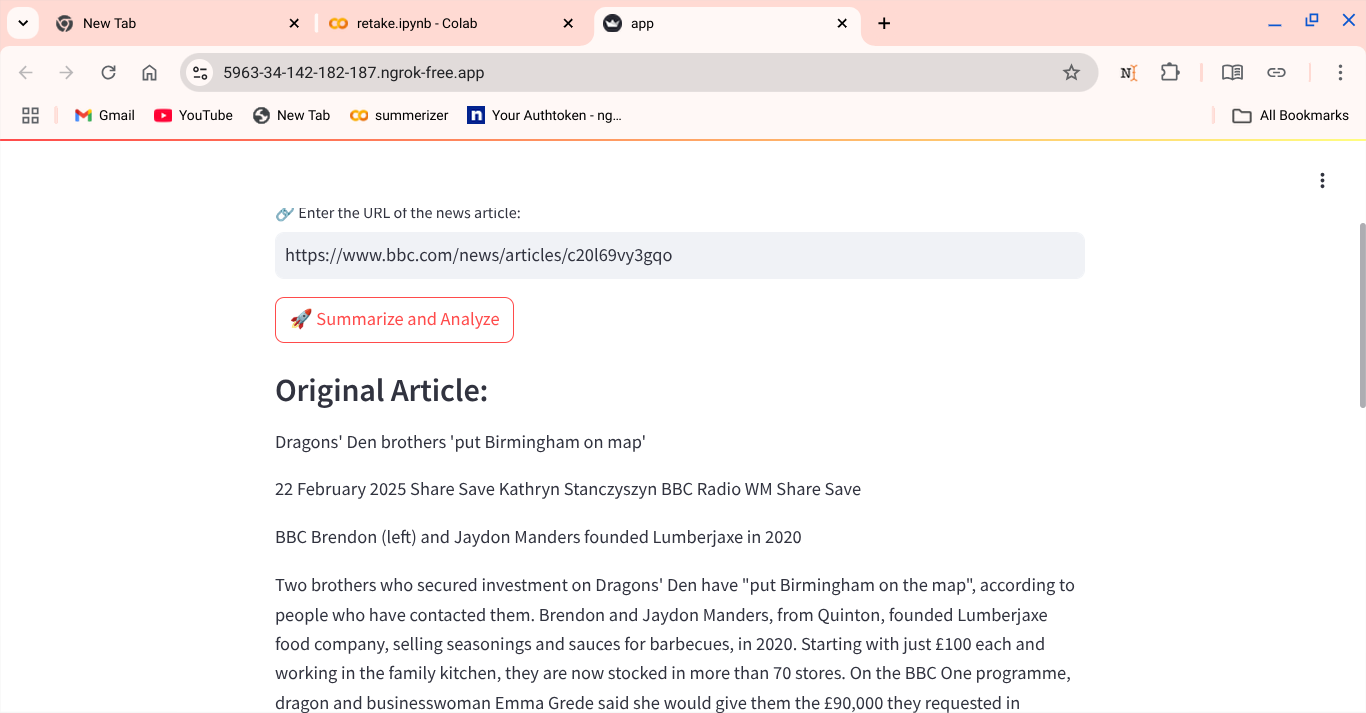 New Tab
retake.ipynb - Colab
app
5963-34-142-182-187.ngrok-free.app
Gmail
YouTube
New Tab
summerizer
Your Authtoken - ng…
All Bookmarks
Enter the URL of the news article:
https://www.bbc.com/news/articles/c20l69vy3gqo
Summarize and Analyze
Original Article:
Dragons' Den brothers 'put Birmingham on map'
22 February 2025 Share Save Kathryn Stanczyszyn BBC Radio WM Share Save
BBC Brendon (left) and Jaydon Manders founded Lumberjaxe in 2020
Two brothers who secured investment on Dragons' Den have "put Birmingham on the map", according to
people who have contacted them. Brendon and Jaydon Manders, from Quinton, founded Lumberjaxe
food company, selling seasonings and sauces for barbecues, in 2020. Starting with just £100 each and
working in the family kitchen, they are now stocked in more than 70 stores. On the BBC One programme,
dragon and businesswoman Emma Grede said she would give them the £90,000 they requested in